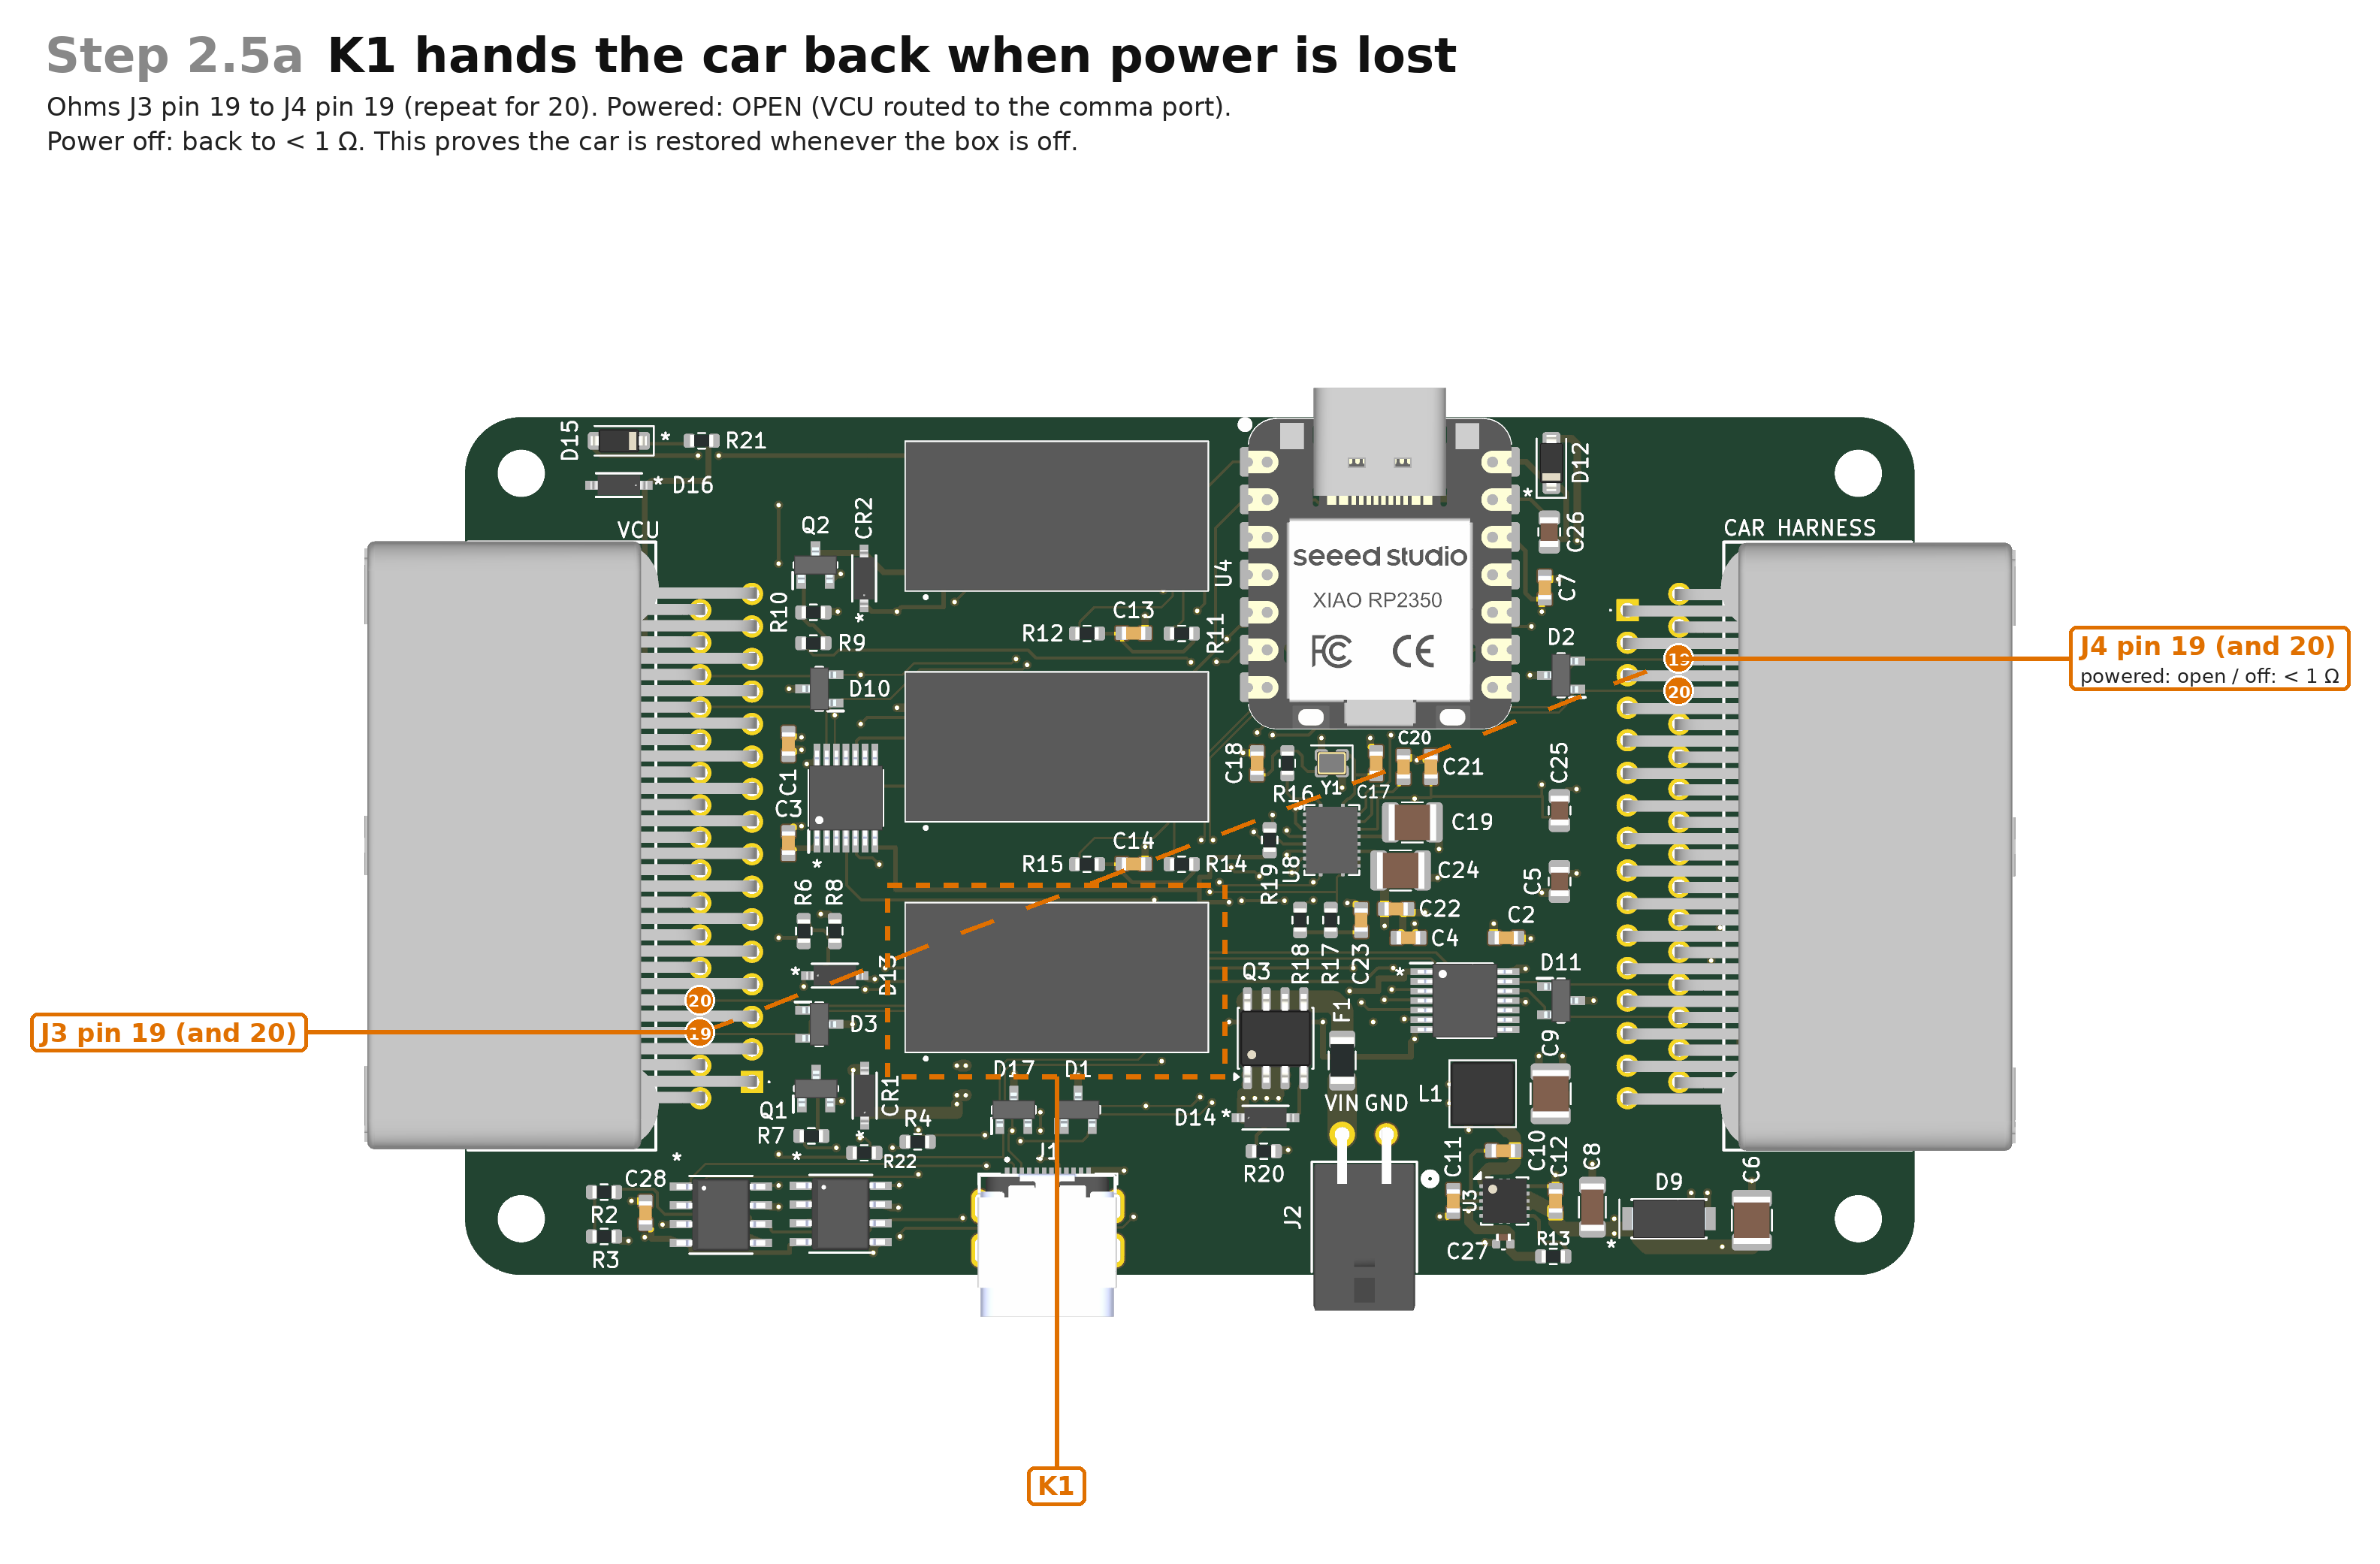 Step 2.5a K1 hands the car back when power is lost
Ohms J3 pin 19 to J4 pin 19 (repeat for 20). Powered: OPEN (VCU routed to the comma port).
Power off: back to < 1 Ω. This proves the car is restored whenever the box is off.
D15
*
R21
D12
*
* D16
VCU
Q2
CR2
C26
CAR HARNESS
seeed studio
U4
C7
XIAO RP2350
R10
*
R12
C13
R11
R9
D2
FCC CE
J4 pin 19 (and 20)
powered: open / off: < 1 Ω
19
20
D10
C20
C1
C18
C21
C25
R16
Y1
C17
C3
C19
C14
R15
R14
*
R19
U8
C24
C5
R6
R8
C22
C2
C4
*
D13
R18
R17
C23
Q3
*
D11
20
19
J3 pin 19 (and 20)
D3
F1
C9
D17
D1
CR1
L1
VIN GND
Q1
R4
D14
*
R7
*
*
*
R22
J1
R20
C11
C10
C12
C8
C6
C28
D9
R2
U3
J2
R3
C27
R13
*
K1